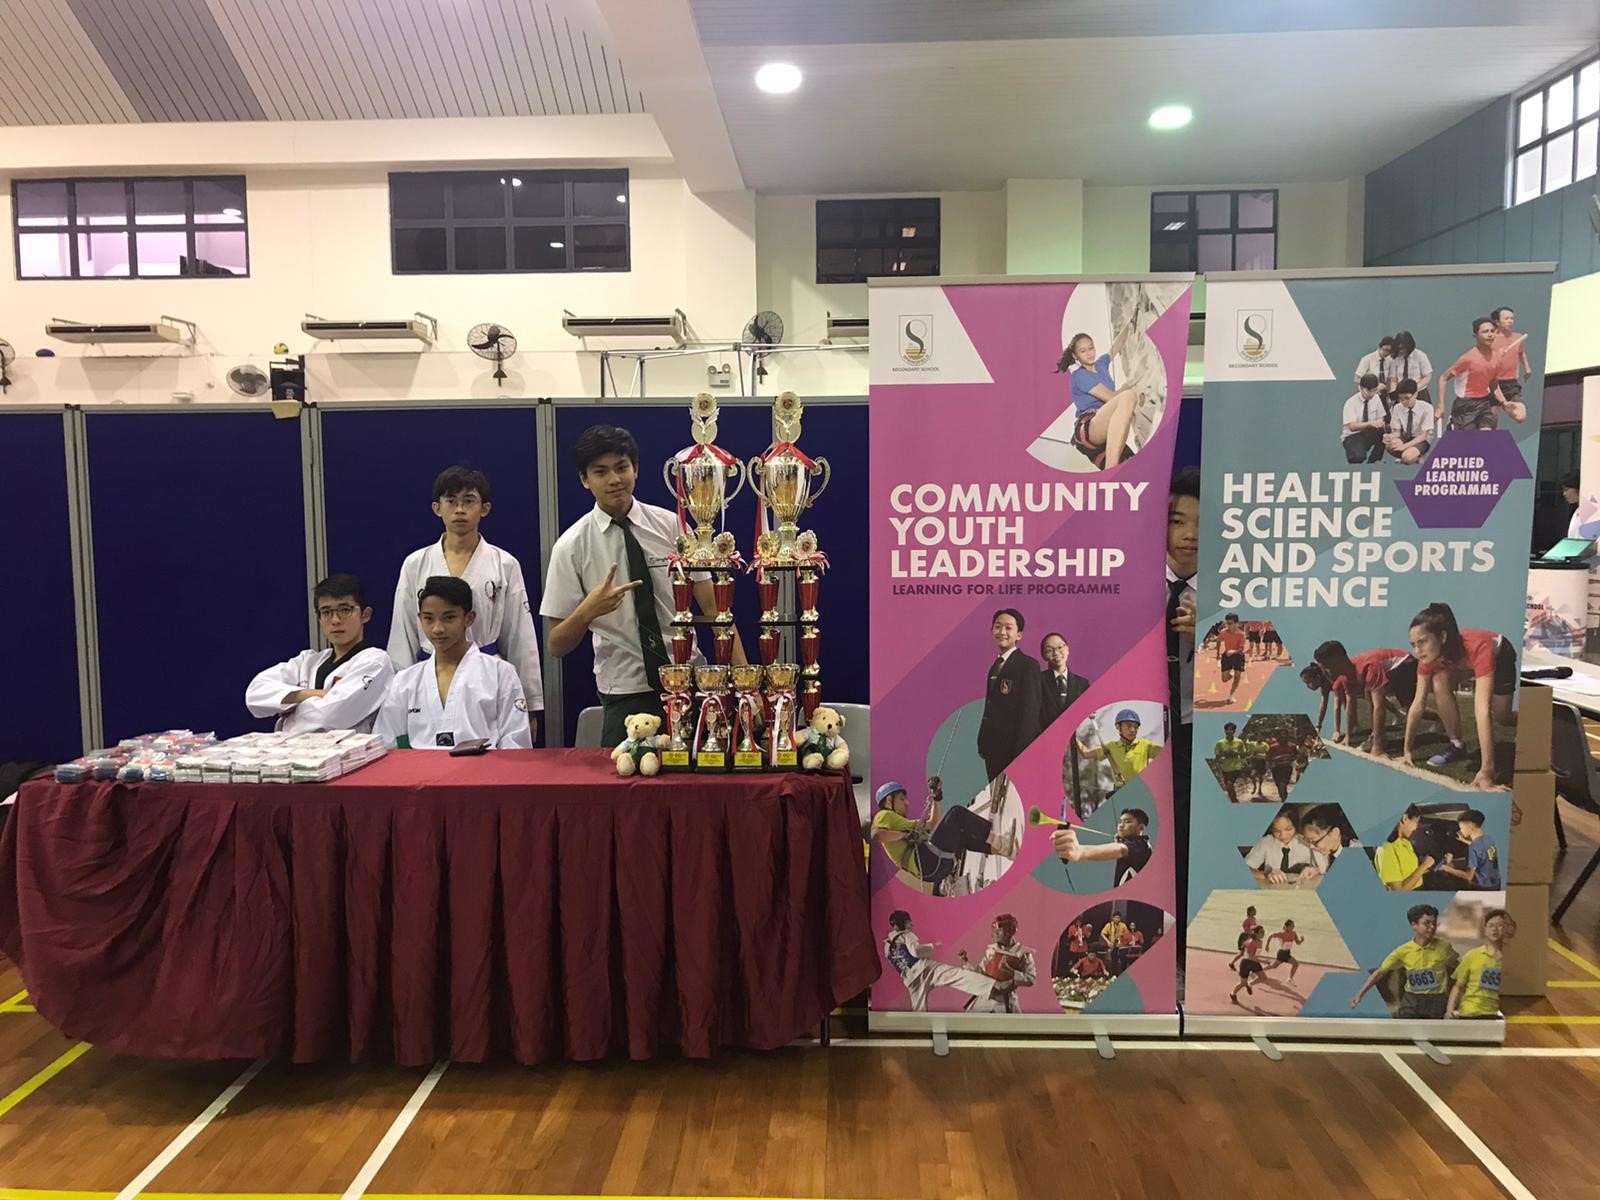 SECONDARY SCHOOL
COMMUNITY
YOUTH
LEADERSHIP
LEARNING FOR LIFE PROGRAMME
SECONDARY SCHOOL
APPLIED
LEARNING
PROGRAMME
HEALTH
SCIENCE
AND SPORTS
SCIENCE
6663
665